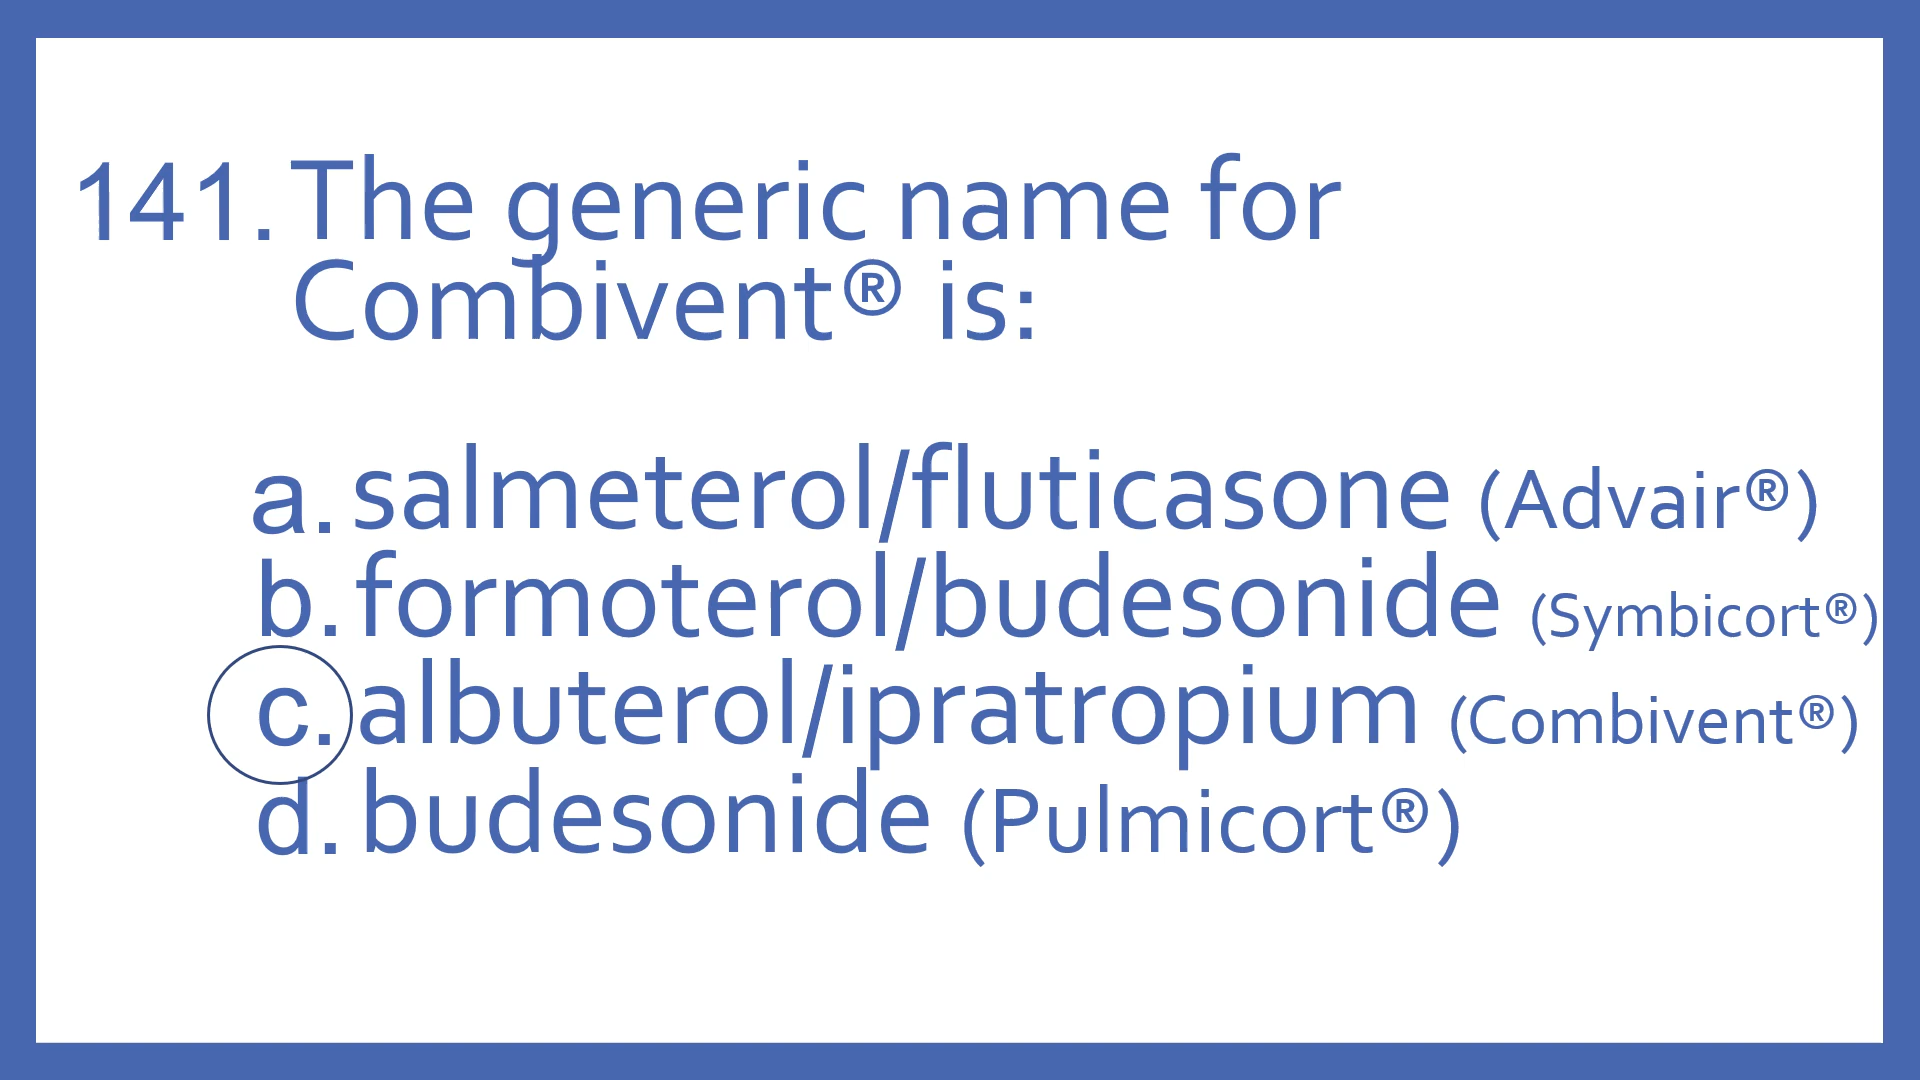 141. The generic name for
Combivent® is:
a. salmeterol/fluticasone (Advair®)
b. formoterol/budesonide (Symbicort®)
c. albuterol/ipratropium (Combivent®)
d. budesonide (Pulmicort®)